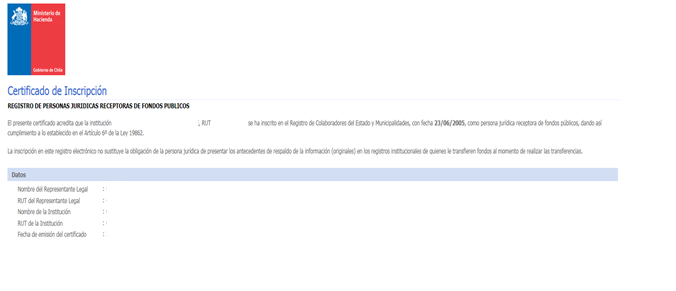 Ministerio de
Hacienda
Gobierno de Chile
Certificado de Inscripción
REGISTRO DE PERSONAS JURIDICAS RECEPTORAS DE FONDOS PUBLICOS
El presente certificado acredita que la institución , RUT se ha inscrito en el Registro de Colaboradores del Estado y Municipalidades, con fecha 23/06/2005, como persona jurídica receptora de fondos públicos, dando así
cumplimiento a lo establecido en el Artículo 6º de la Ley 19862.
La inscripción en este registro electrónico no sustituye la obligación de la persona jurídica de presentar los antecedentes de respaldo de la información (originales) en los registros institucionales de quienes le transfieren fondos al momento de realizar las transferencias.
Datos
Nombre del Representante Legal :
RUT del Representante Legal :
Nombre de la Institución :
RUT de la Institución :
Fecha de emisión del certificado :